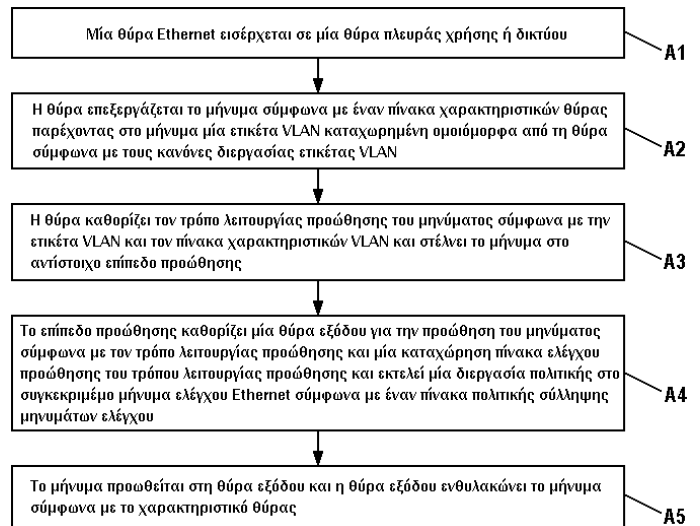 Μία θύρα Ethernet εισέρχεται σε μία θύρα πλευράς χρήσης ή δικτύου
A1
Η θύρα επεξεργάζεται το μήνυμα σύμφωνα με έναν πίνακα χαρακτηριστικών θύρας
παρέχοντας στο μήνυμα μία ετικέτα VLAN καταχωρημένη ομοιόμορφα από τη θύρα
σύμφωνα με τους κανόνες διεργασίας ετικέτας VLAN
A2
Η θύρα καθορίζει τον τρόπο λειτουργίας προώθησης του μηνύματος σύμφωνα με την
ετικέτα VLAN και τον πίνακα χαρακτηριστικών VLAN και στέλνει το μήνυμα στο
αντίστοιχο επίπεδο προώθησης
A3
Το επίπεδο προώθησης καθορίζει μία θύρα εξόδου για την προώθηση του μηνύματος
σύμφωνα με τον τρόπο λειτουργίας προώθησης και μία καταχώρηση πίνακα ελέγχου
προώθησης του τρόπου λειτουργίας προώθησης και εκτελεί μία διεργασία πολιτικής στο
συγκεκριμέμο μήνυμα ελέγχου Ethernet σύμφωνα με έναν πίνακα πολιτικής σύλληψης
μηνυμάτων ελέγχου
A4
Το μήνυμα προωθείται στη θύρα εξόδου και η θύρα εξόδου ενθυλακώνει το μήνυμα
σύμφωνα με το χαρακτηριστικό θύρας
A5